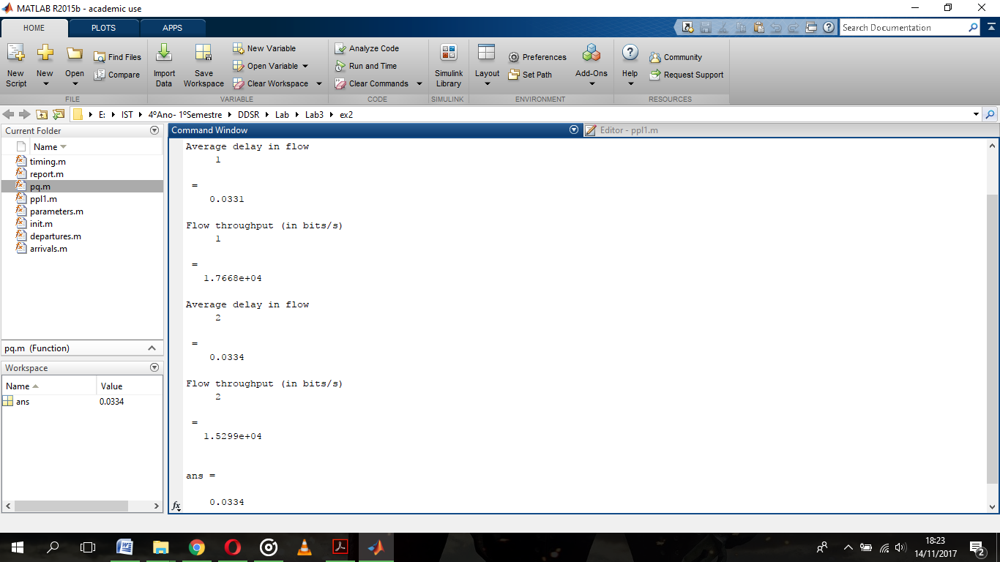 MATLAB R2015b - academic use
HOME PLOTS APPS
Search Documentation
New Script
New
Open
Find Files
Compare
Import Data
Save Workspace
New Variable
Open Variable
Clear Workspace
Analyze Code
Run and Time
Clear Commands
Simulink Library
Layout
Preferences
Set Path
Add-Ons
Help
Community
Request Support
FILE VARIABLE CODE SIMULINK ENVIRONMENT RESOURCES
E: IST 4ºAno- 1ºSemestre DDSR Lab Lab3 ex2
Current Folder
Name
timing.m
report.m
pq.m
ppl1.m
parameters.m
init.m
departures.m
arrivals.m
pq.m (Function)
Workspace
Name Value
ans 0.0334
Command Window
Editor - ppl1.m
Average delay in flow
1
=
0.0331
Flow throughput (in bits/s)
1
=
1.7668e+04
Average delay in flow
2
=
0.0334
Flow throughput (in bits/s)
2
=
1.5299e+04
ans =
0.0334
fx
18:23
14/11/2017
2